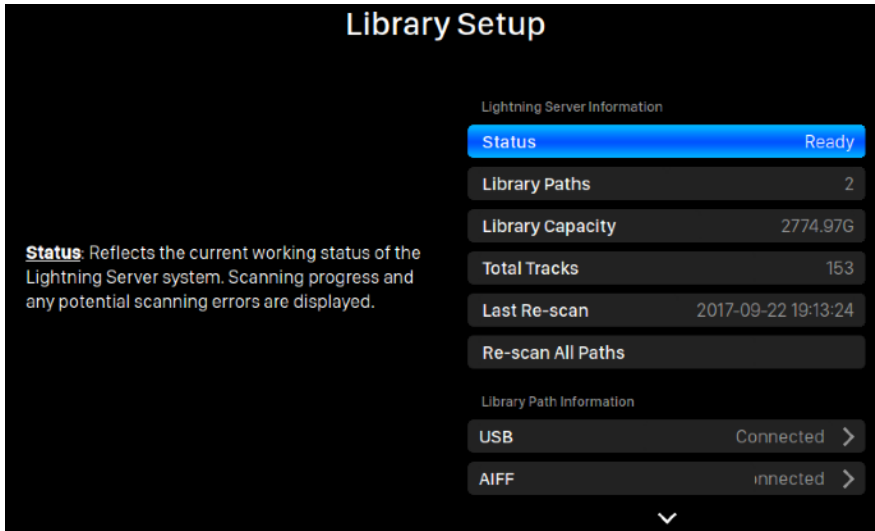 Library Setup
Lightning Server Information
Status Ready
Library Paths 2
Library Capacity 2774.97G
Total Tracks 153
Last Re-scan 2017-09-22 19:13:24
Re-scan All Paths
Status: Reflects the current working status of the
Lightning Server system. Scanning progress and
any potential scanning errors are displayed.
Library Path Information
USB Connected
AIFF nnected